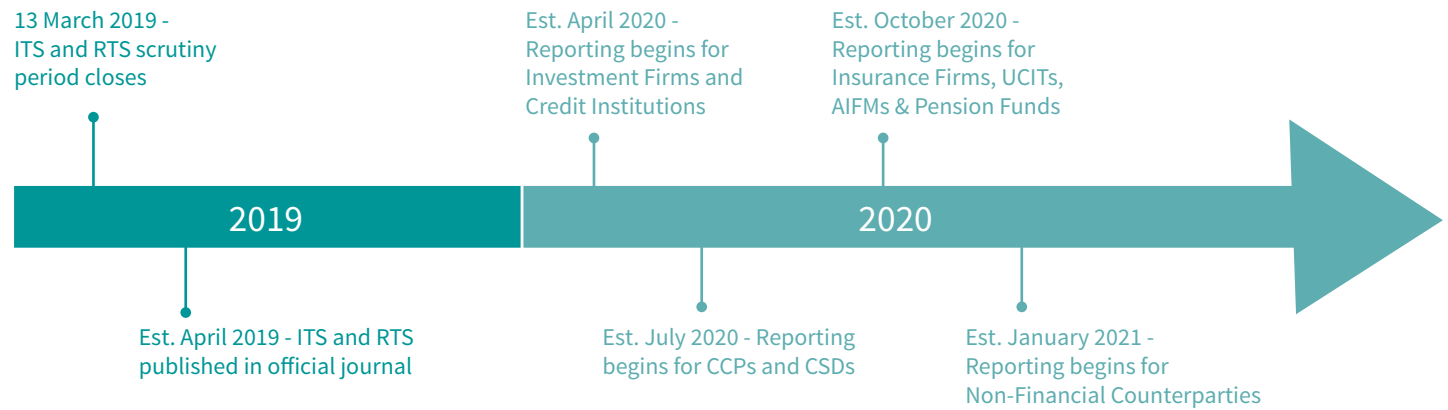 13 March 2019 -
ITS and RTS scrutiny
period closes
Est. April 2020 -
Reporting begins for
Investment Firms and
Credit Institutions
Est. October 2020 -
Reporting begins for
Insurance Firms, UCITs,
AIFMs & Pension Funds
2019
2020
Est. April 2019 - ITS and RTS
published in official journal
Est. July 2020 - Reporting
begins for CCPs and CSDs
Est. January 2021 -
Reporting begins for
Non-Financial Counterparties